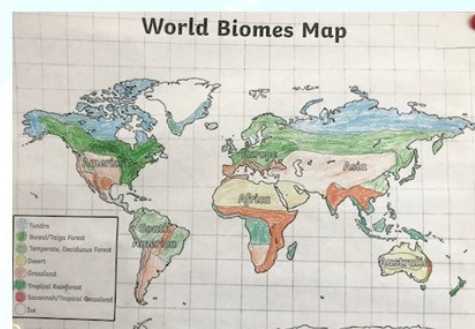 World Biomes Map
America
Europe
Asia
Africa
South
America
Australia
Tundra
Boreal/Taiga Forest
Temperate, Deciduous Forest
Desert
Grassland
Tropical Rainforest
Savannah/Tropical Grassland
Ice